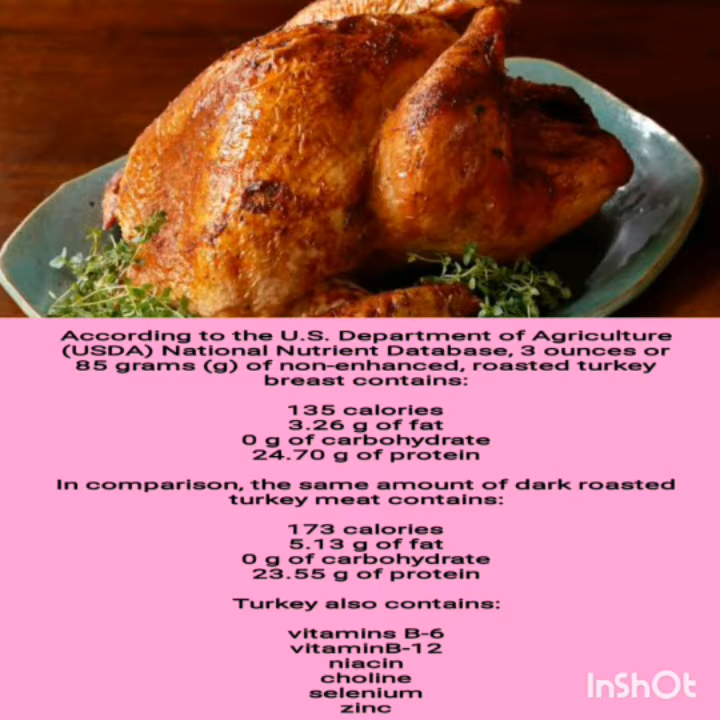 According to the U.S. Department of Agriculture
(USDA) National Nutrient Database, 3 ounces or
85 grams (g) of non-enhanced, roasted turkey
breast contains:
135 calories
3.26 g of fat
0 g of carbohydrate
24.70 g of protein
In comparison, the same amount of dark roasted
turkey meat contains:
173 calories
5.13 g of fat
0 g of carbohydrate
23.55 g of protein
Turkey also contains:
vitamins B-6
vitaminB-12
niacin
choline
selenium
zinc
InShOt